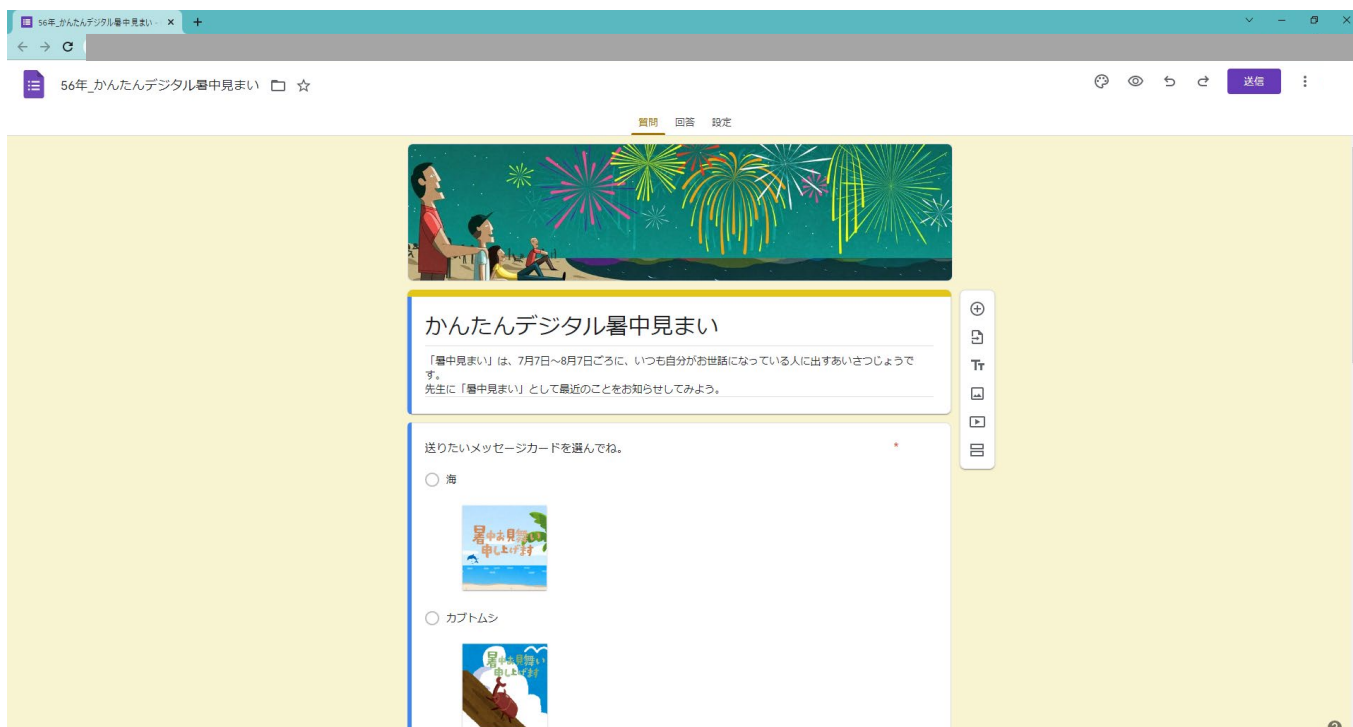 56年_かんたんデジタル暑中見まい -
56年_かんたんデジタル暑中見まい
送信
質問 回答 設定
かんたんデジタル暑中見まい
「暑中見まい」は、7月7日～8月7日ごろに、いつも自分がお世話になっている人に出すあいさつじょうで
す。
先生に「暑中見まい」として最近のことをお知らせしてみよう。
送りたいメッセージカードを選んでね。 *
海
暑中お見舞い
申し上げます
カブトムシ
暑中お見舞い
申し上げます